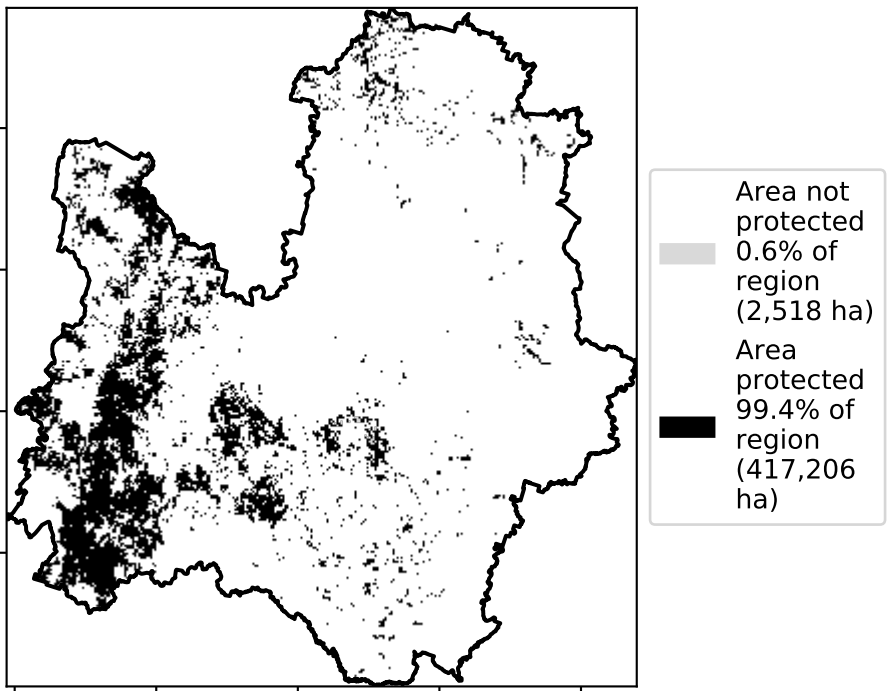 Area not
protected
0.6% of
region
(2,518 ha)
Area
protected
99.4% of
region
(417,206
ha)